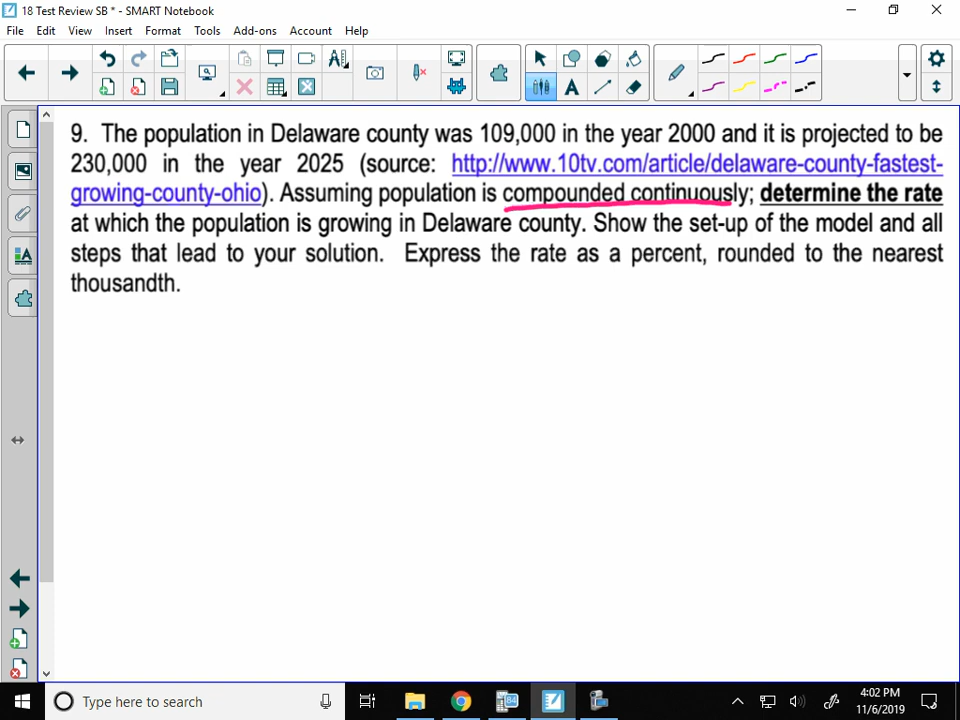 18 Test Review SB * - SMART Notebook
File Edit View Insert Format Tools Add-ons Account Help
9. The population in Delaware county was 109,000 in the year 2000 and it is projected to be
230,000 in the year 2025 (source: http://www.10tv.com/article/delaware-county-fastest-
growing-county-ohio). Assuming population is compounded continuously; determine the rate
at which the population is growing in Delaware county. Show the set-up of the model and all
steps that lead to your solution. Express the rate as a percent, rounded to the nearest
thousandth.
Type here to search
4:02 PM
11/6/2019